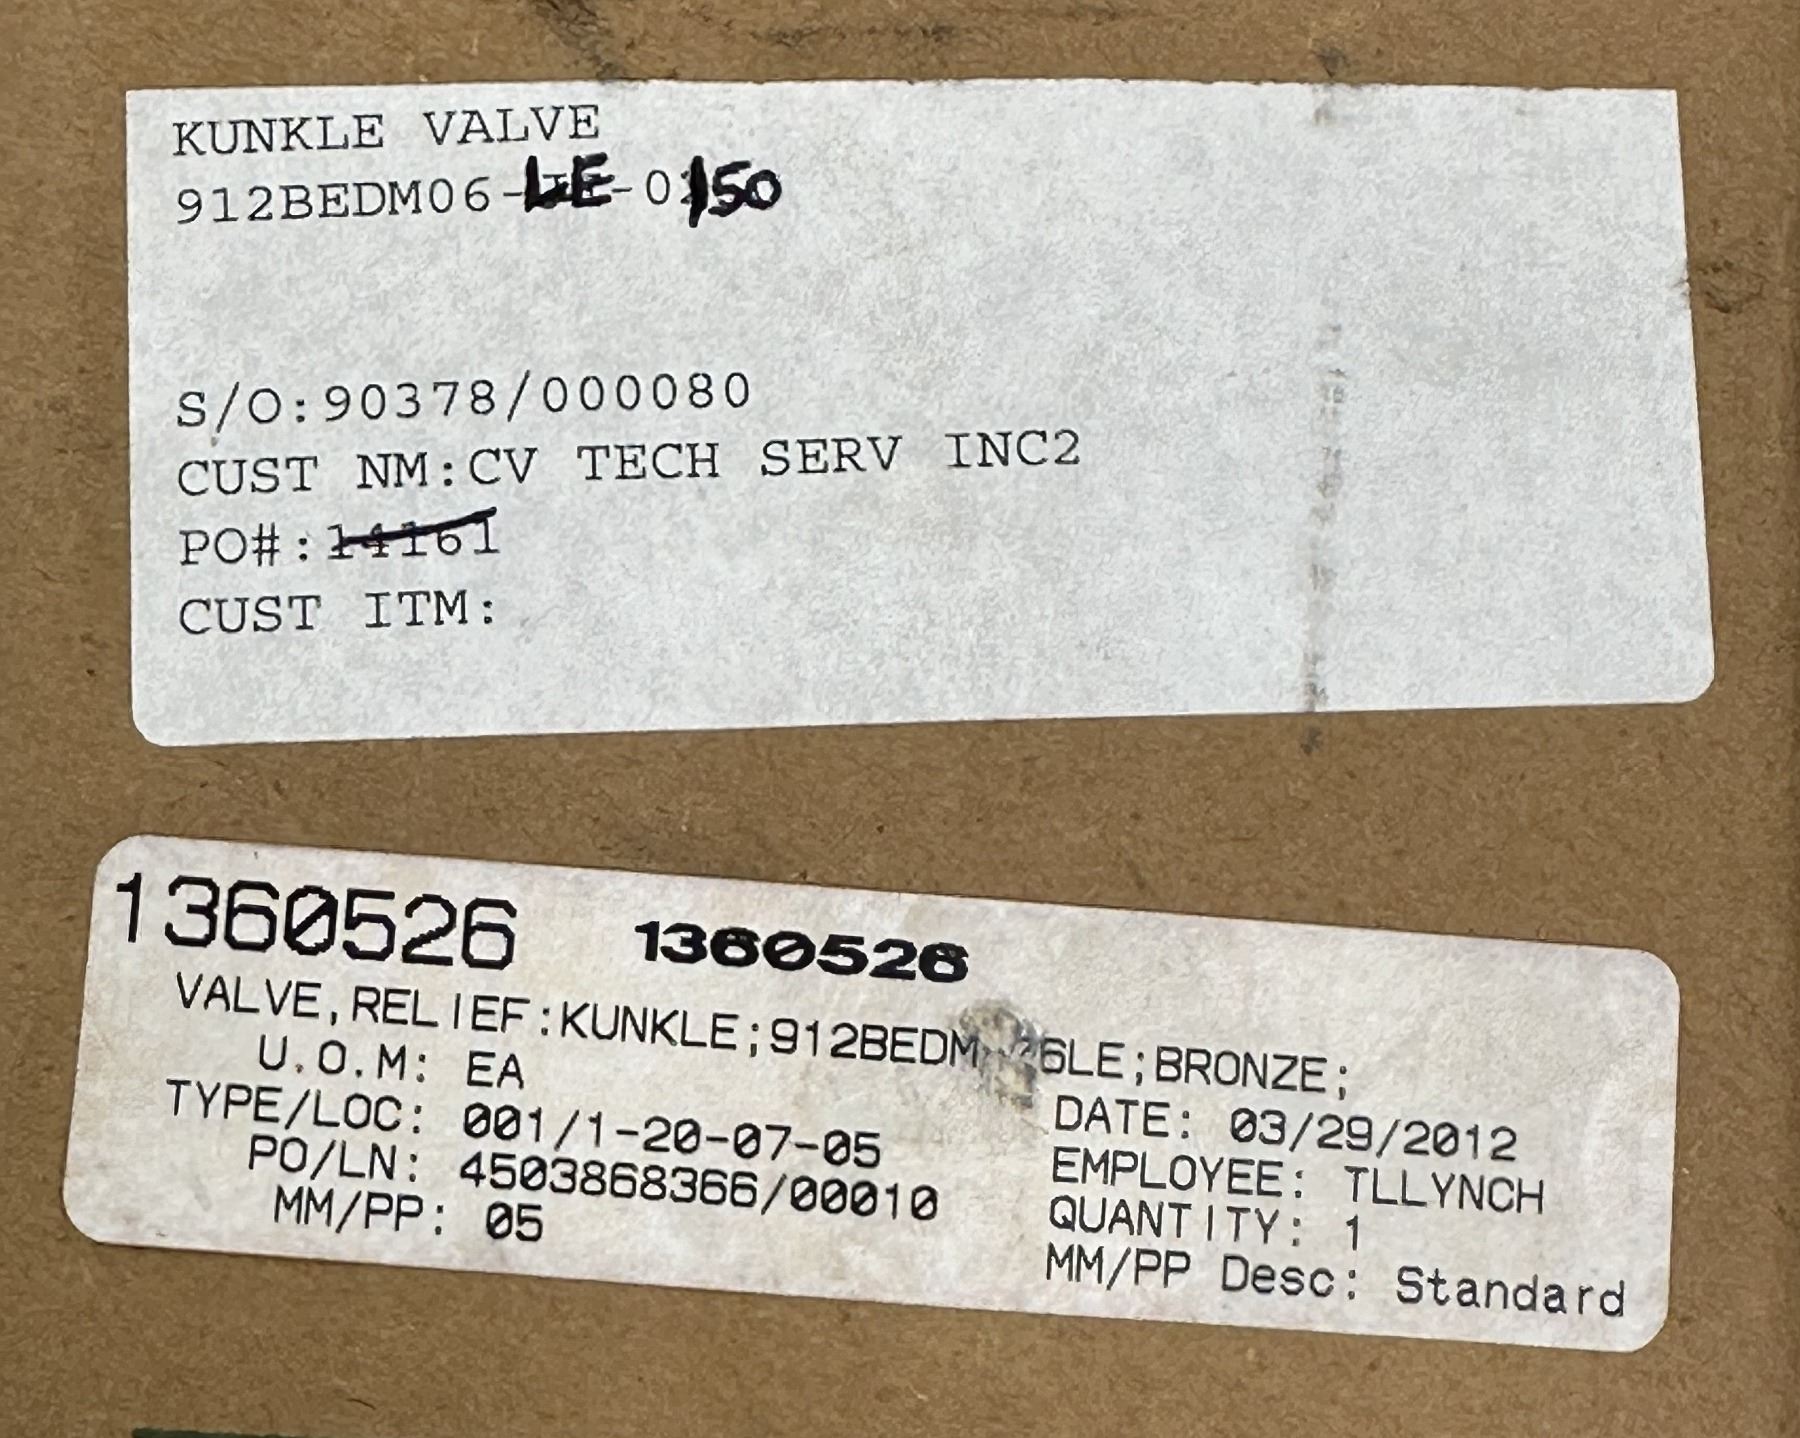 KUNKLE VALVE
912BEDM06-LE-0150
S/O:90378/000080
CUST NM:CV TECH SERV INC2
PO#:14161
CUST ITM:
1360526 1360526
VALVE,RELIEF:KUNKLE;912BEDM 6LE;BRONZE;
U.O.M: EA
TYPE/LOC: 001/1-20-07-05 DATE: 03/29/2012
PO/LN: 4503868366/00010 EMPLOYEE: TLLYNCH
MM/PP: 05 QUANTITY: 1
MM/PP Desc: Standard